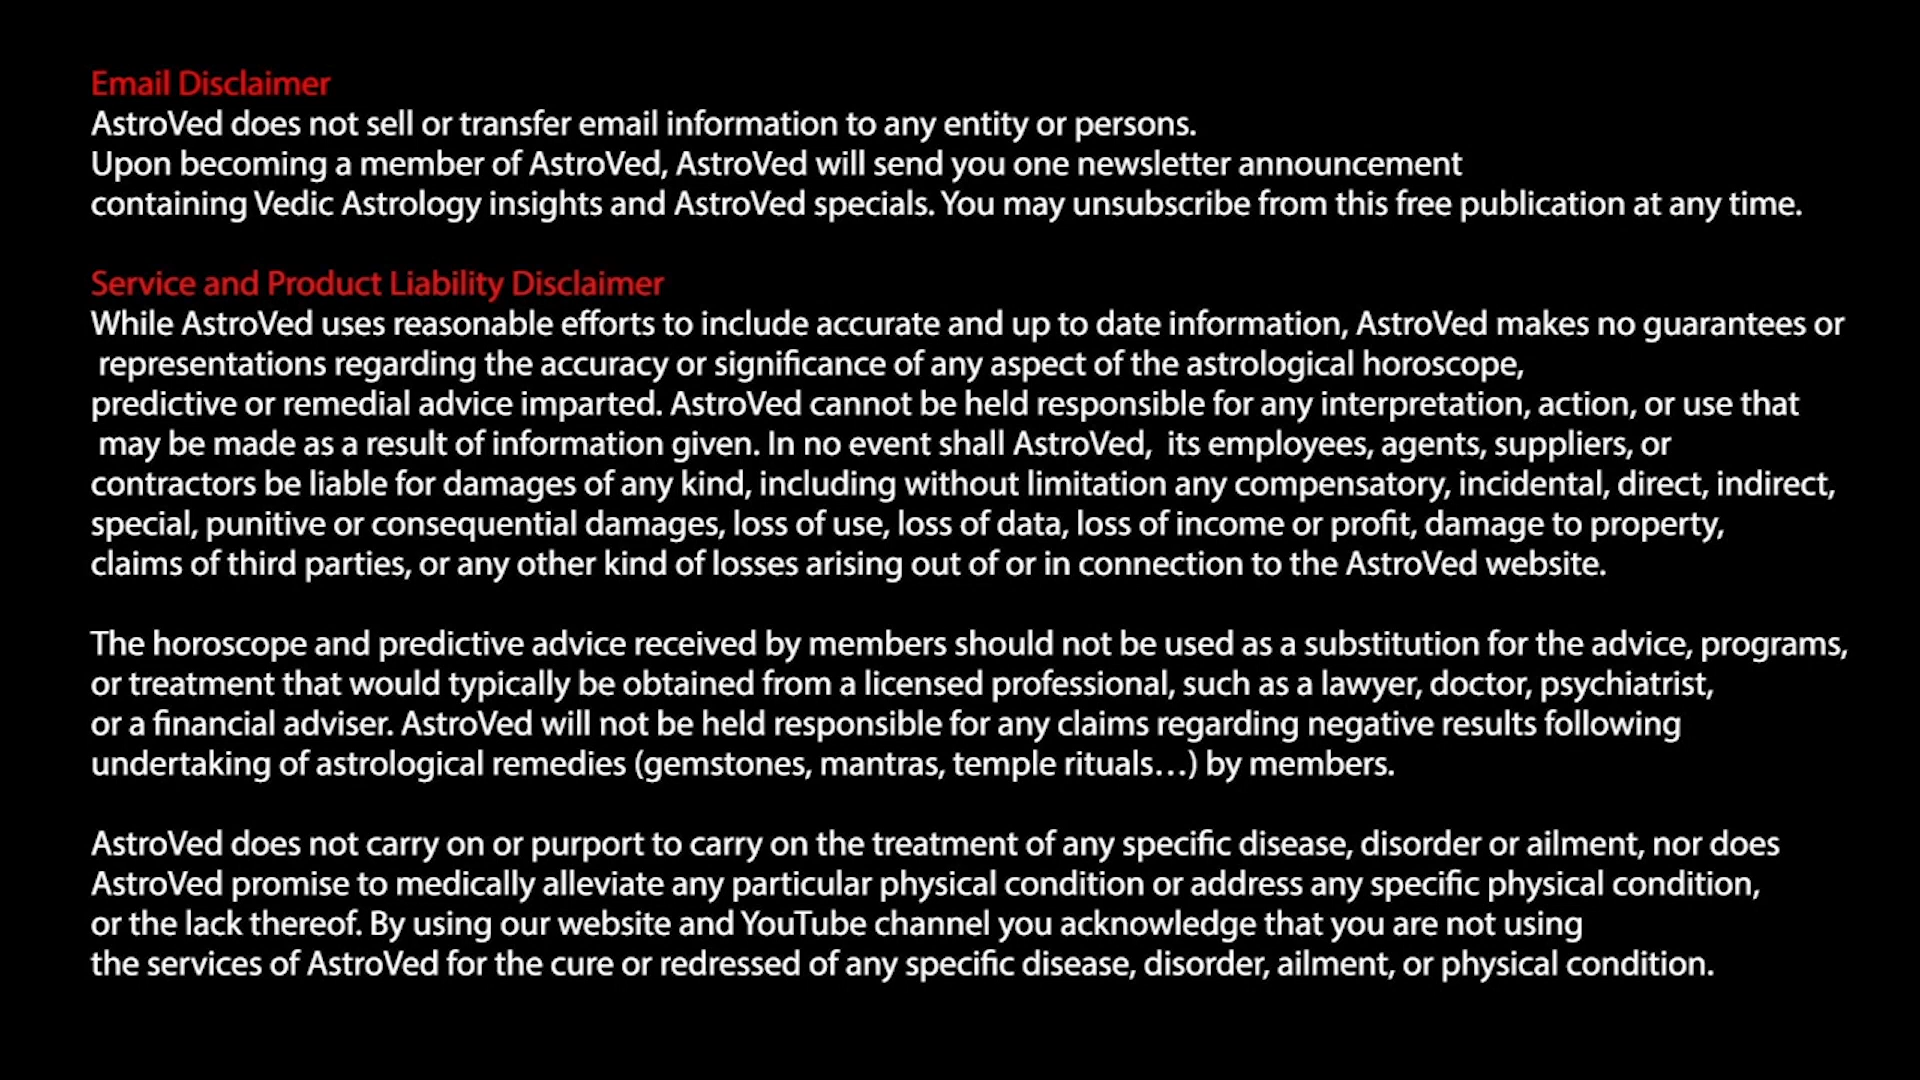 Email Disclaimer
AstroVed does not sell or transfer email information to any entity or persons.
Upon becoming a member of AstroVed, AstroVed will send you one newsletter announcement
containing Vedic Astrology insights and AstroVed specials. You may unsubscribe from this free publication at any time.
Service and Product Liability Disclaimer
While AstroVed uses reasonable efforts to include accurate and up to date information, AstroVed makes no guarantees or
representations regarding the accuracy or significance of any aspect of the astrological horoscope,
predictive or remedial advice imparted. AstroVed cannot be held responsible for any interpretation, action, or use that
may be made as a result of information given. In no event shall AstroVed,  its employees, agents, suppliers, or
contractors be liable for damages of any kind, including without limitation any compensatory, incidental, direct, indirect,
special, punitive or consequential damages, loss of use, loss of data, loss of income or profit, damage to property,
claims of third parties, or any other kind of losses arising out of or in connection to the AstroVed website.
The horoscope and predictive advice received by members should not be used as a substitution for the advice, programs,
or treatment that would typically be obtained from a licensed professional, such as a lawyer, doctor, psychiatrist,
or a financial adviser. AstroVed will not be held responsible for any claims regarding negative results following
undertaking of astrological remedies (gemstones, mantras, temple rituals…) by members.
AstroVed does not carry on or purport to carry on the treatment of any specific disease, disorder or ailment, nor does
AstroVed promise to medically alleviate any particular physical condition or address any specific physical condition,
or the lack thereof. By using our website and YouTube channel you acknowledge that you are not using
the services of AstroVed for the cure or redressed of any specific disease, disorder, ailment, or physical condition.